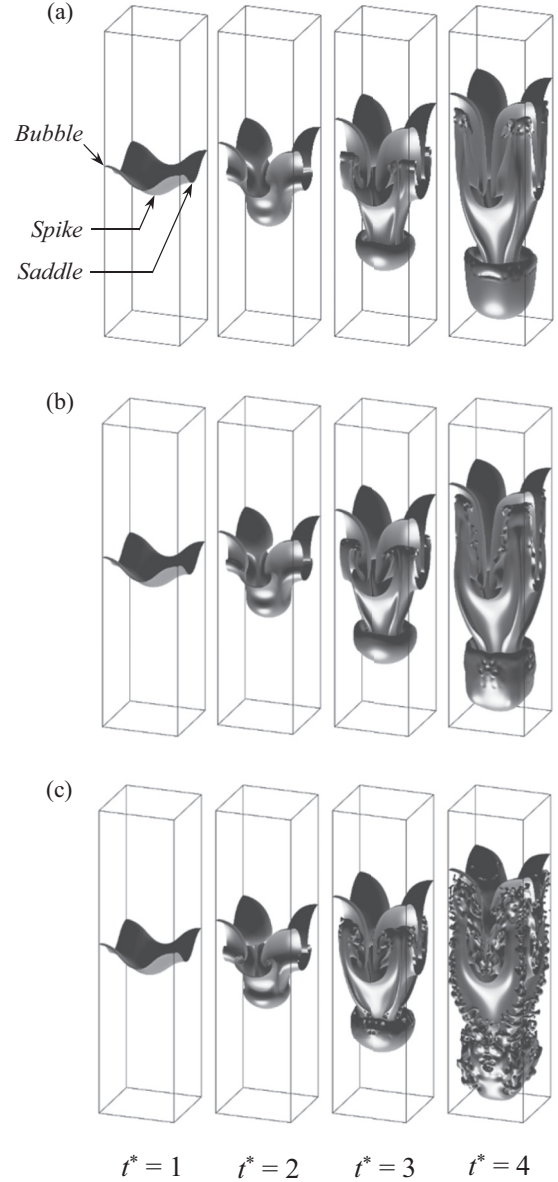 (a)
Bubble
Spike
Saddle
(b)
(c)
t* = 1 t* = 2 t* = 3 t* = 4